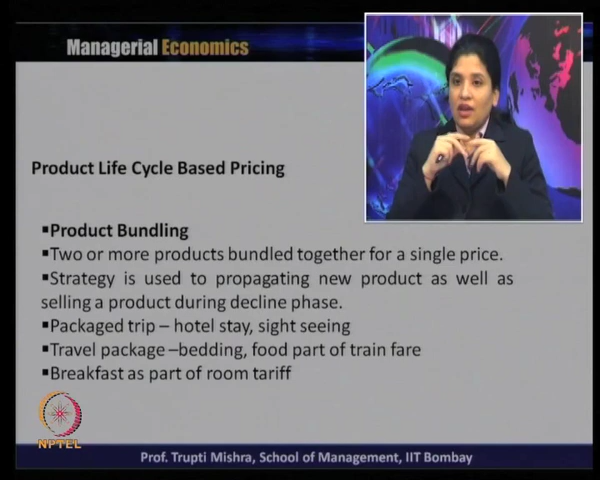 Managerial Economics
Product Life Cycle Based Pricing
▪Product Bundling
▪Two or more products bundled together for a single price.
▪Strategy is used to propagating new product as well as
selling a product during decline phase.
▪Packaged trip – hotel stay, sight seeing
▪Travel package –bedding, food part of train fare
▪Breakfast as part of room tariff
NPTEL
Prof. Trupti Mishra, School of Management, IIT Bombay